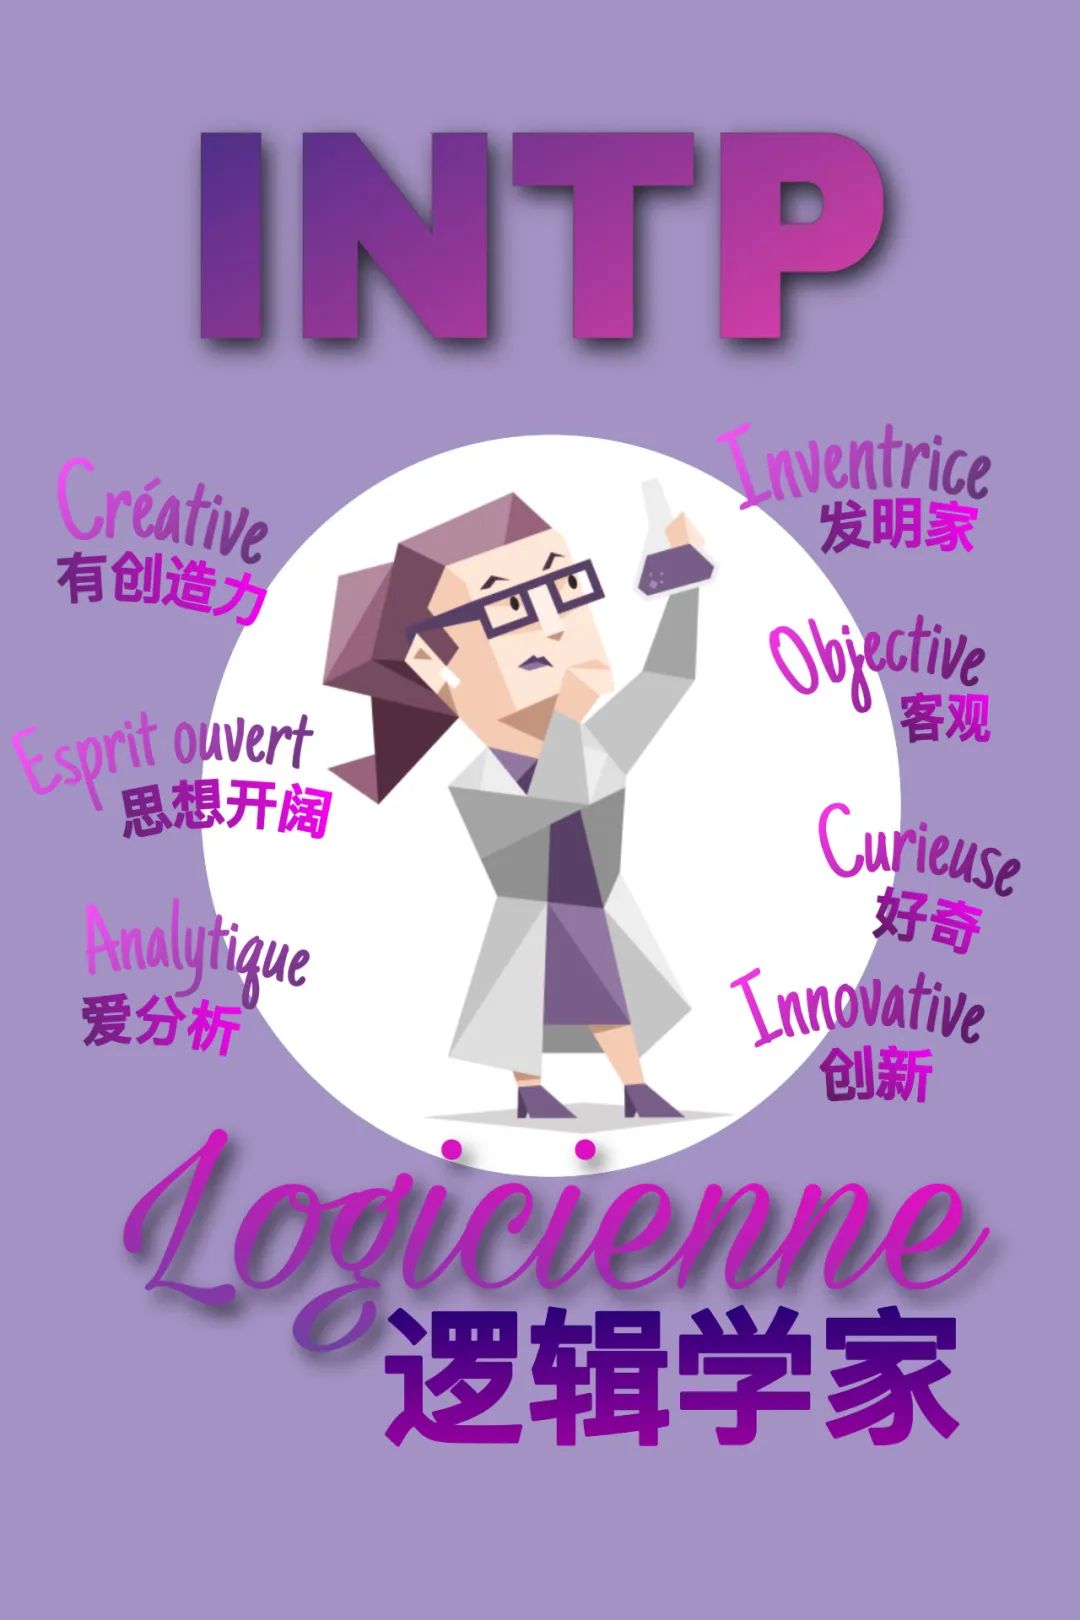 INTP
Créative
有创造力
Inventrice
发明家
Esprit ouvert
思想开阔
Objective
客观
Analytique
爱分析
Curieuse
好奇
Innovative
创新
Logicienne
逻辑学家